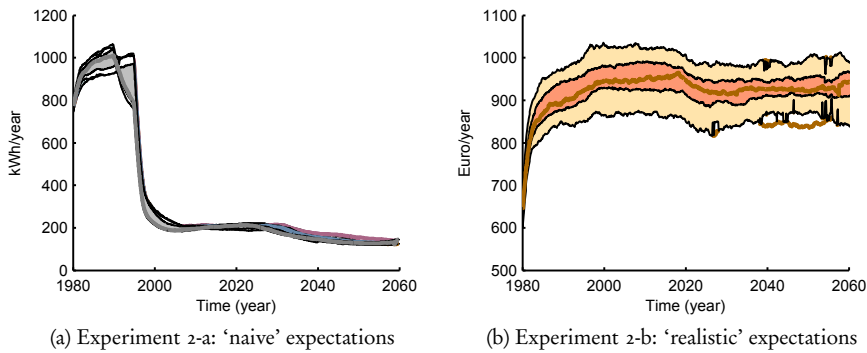 1200
1000
800
600
400
200
0
kWh/year
1980 2000 2020 2040 2060
Time (year)
(a) Experiment 2-a: ‘naive’ expectations
1100
1000
900
800
700
600
500
Euro/year
1980 2000 2020 2040 2060
Time (year)
(b) Experiment 2-b: ‘realistic’ expectations